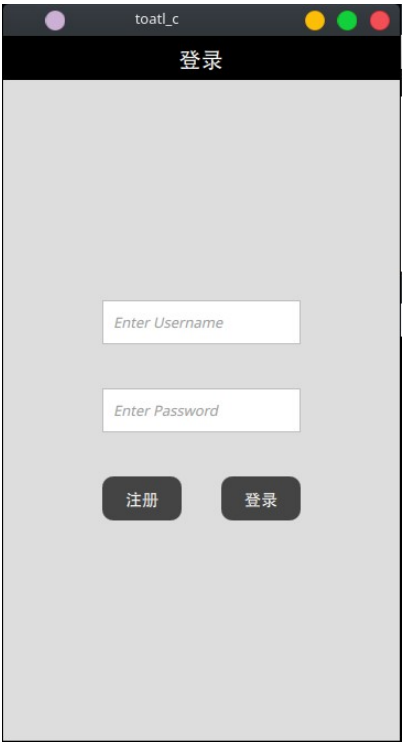 toatl_c
登录
Enter Username
Enter Password
注册 登录